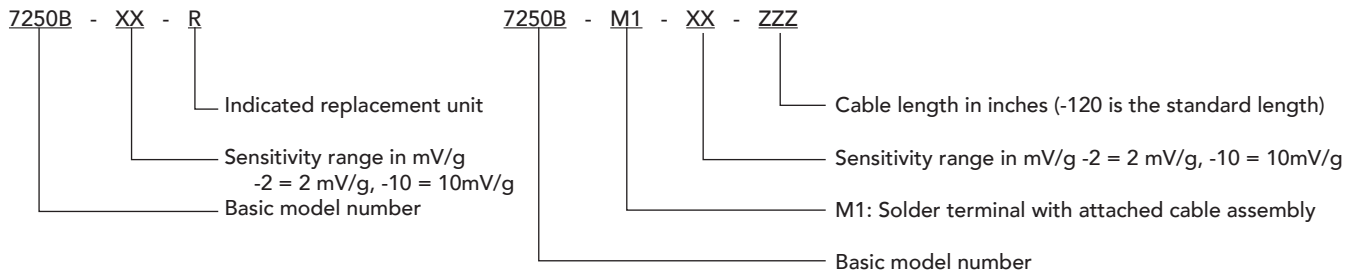 7250B - XX - R
Indicated replacement unit
Sensitivity range in mV/g
-2 = 2 mV/g, -10 = 10mV/g
Basic model number
7250B - M1 - XX - ZZZ
Cable length in inches (-120 is the standard length)
Sensitivity range in mV/g -2 = 2 mV/g, -10 = 10mV/g
M1: Solder terminal with attached cable assembly
Basic model number